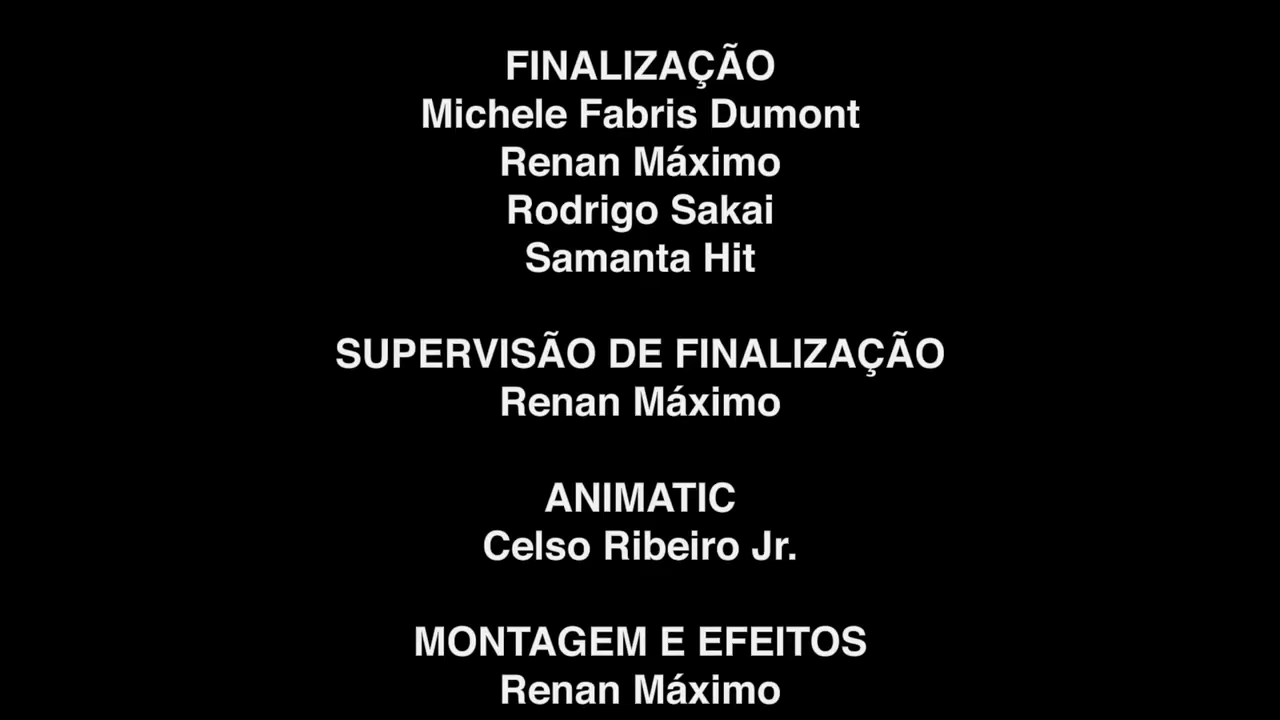 FINALIZAÇÃO
Michele Fabris Dumont
Renan Máximo
Rodrigo Sakai
Samanta Hit
SUPERVISÃO DE FINALIZAÇÃO
Renan Máximo
ANIMATIC
Celso Ribeiro Jr.
MONTAGEM E EFEITOS
Renan Máximo